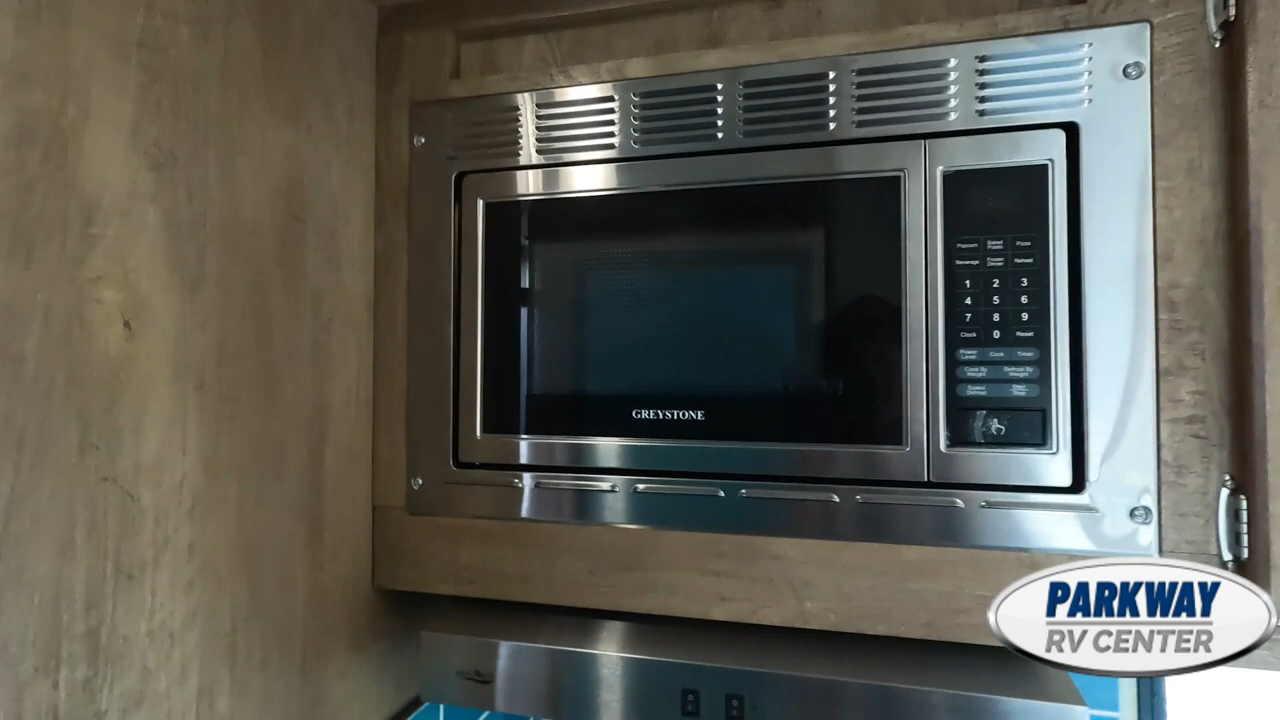 Popcorn Baked Potato Pizza
Beverage Frozen Dinner Reheat
1 2 3
4 5 6
7 8 9
Clock 0 Reset
Power Level Cook Timer
Cook By Weight Defrost By Weight
Speed Defrost Start Stop
GREYSTONE
PARKWAY
RV CENTER